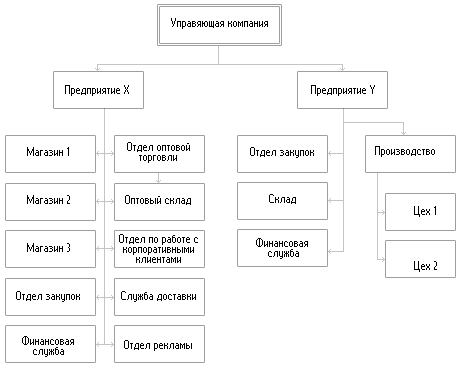 Управяющая компания
Предприятие X
Предприятие Y
Магазин 1
Отдел оптовой
торговли
Магазин 2
Оптовый склад
Магазин 3
Отдел по работе с
корпоративными
клиентами
Отдел закупок
Служба доставки
Финансовая
служба
Отдел рекламы
Отдел закупок
Производство
Склад
Цех 1
Финансовая
служба
Цех 2